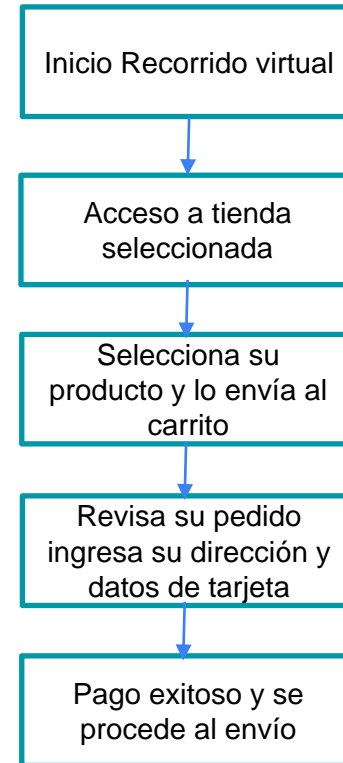 Inicio Recorrido virtual
Acceso a tienda
seleccionada
Selecciona su
producto y lo envía al
carrito
Revisa su pedido
ingresa su dirección y
datos de tarjeta
Pago exitoso y se
procede al envío